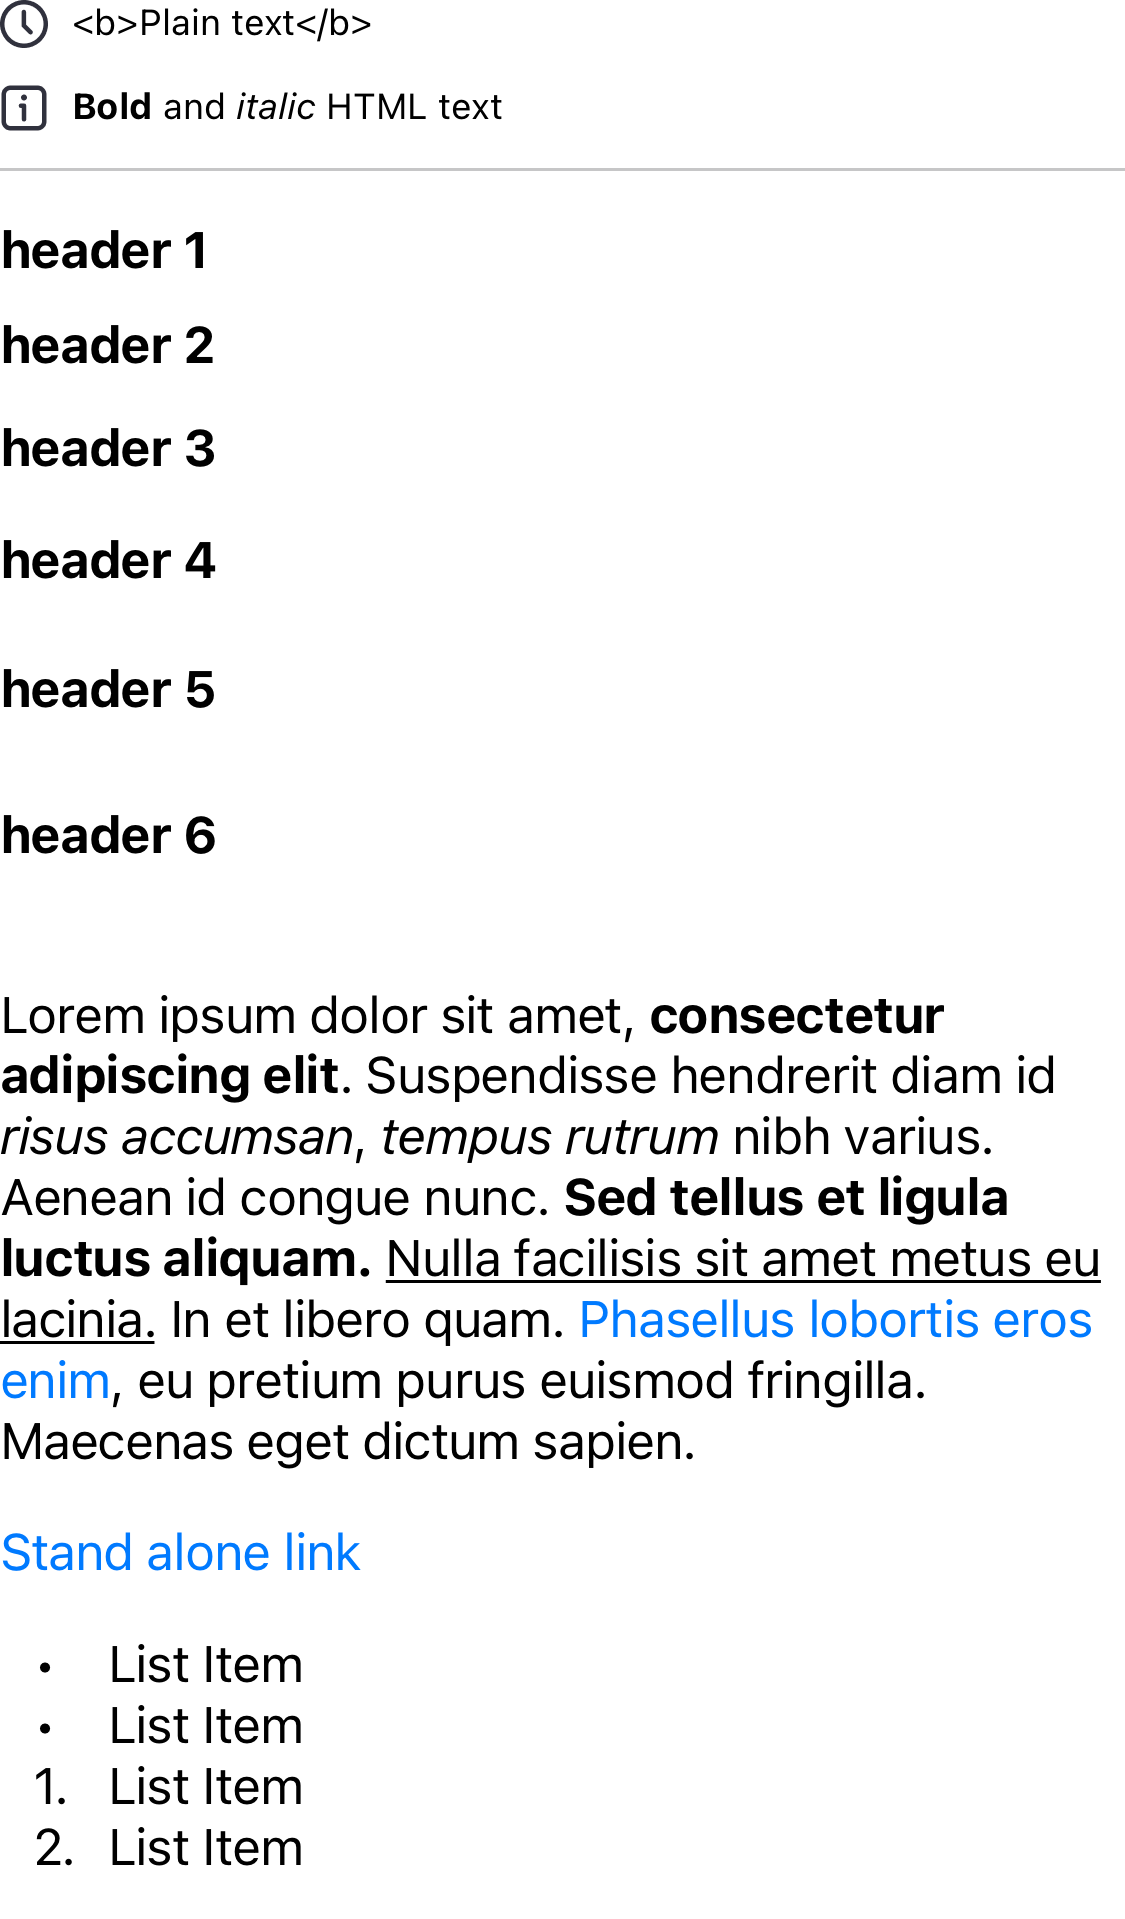 <b>Plain text</b>
Bold and italic HTML text
header 1
header 2
header 3
header 4
header 5
header 6
Lorem ipsum dolor sit amet, consectetur
adipiscing elit. Suspendisse hendrerit diam id
risus accumsan, tempus rutrum nibh varius.
Aenean id congue nunc. Sed tellus et ligula
luctus aliquam. Nulla facilisis sit amet metus eu
lacinia. In et libero quam. Phasellus lobortis eros
enim, eu pretium purus euismod fringilla.
Maecenas eget dictum sapien.
Stand alone link
• List Item
• List Item
1. List Item
2. List Item